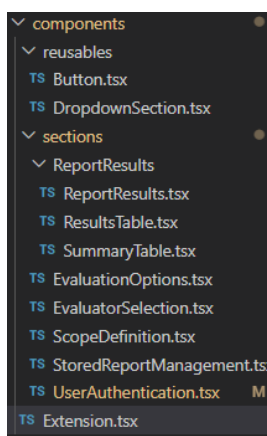 components
reusables
TS Button.tsx
TS DropdownSection.tsx
sections
ReportResults
TS ReportResults.tsx
TS ResultsTable.tsx
TS SummaryTable.tsx
TS EvaluationOptions.tsx
TS EvaluatorSelection.tsx
TS ScopeDefinition.tsx
TS StoredReportManagement.ts
TS UserAuthentication.tsx M
TS Extension.tsx